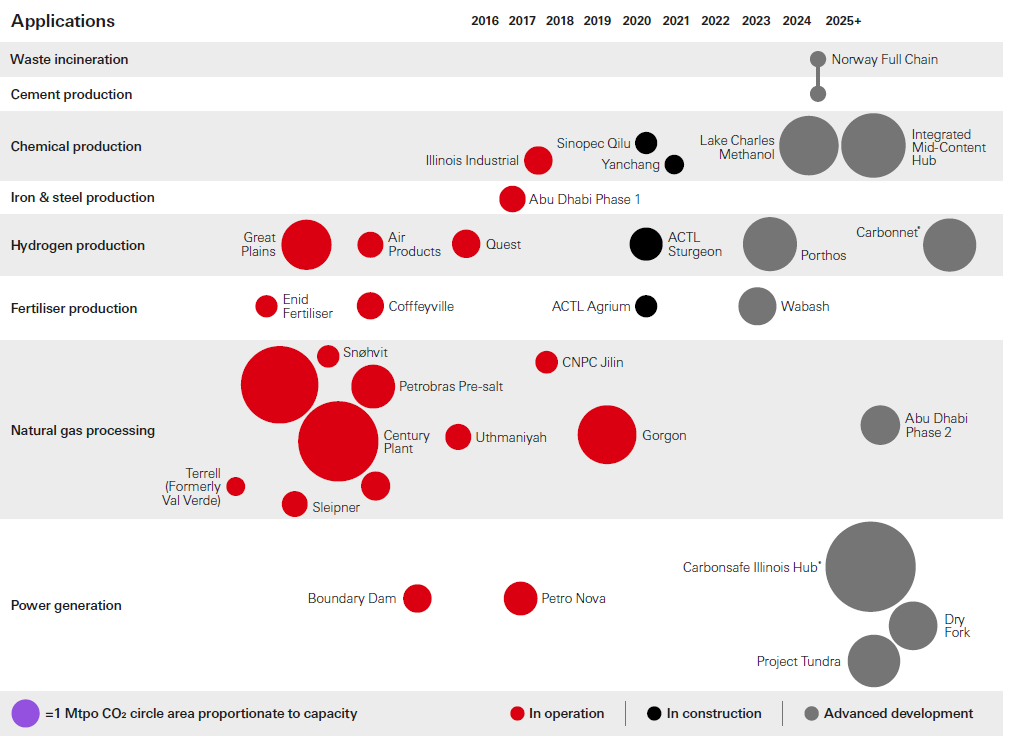 Applications
2016 2017 2018 2019 2020 2021 2022 2023 2024 2025+
Waste incineration
Norway Full Chain
Cement production
Chemical production
Illinois Industrial
Sinopec Qilu
Yanchang
Lake Charles
Methanol
Integrated
Mid-Content
Hub
Iron & steel production
Abu Dhabi Phase 1
Hydrogen production
Great
Plains
Air
Products
Quest
ACTL
Sturgeon
Porthos
Carbonnet*
Fertiliser production
Enid
Fertiliser
Cofffeyville
ACTL Agrium
Wabash
Natural gas processing
Snøhvit
Petrobras Pre-salt
CNPC Jilin
Century
Plant
Uthmaniyah
Gorgon
Abu Dhabi
Phase 2
Terrell
(Formerly
Val Verde)
Sleipner
Power generation
Boundary Dam
Petro Nova
Carbonsafe Illinois Hub*
Dry
Fork
Project Tundra
=1 Mtpo CO₂ circle area proportionate to capacity
In operation
In construction
Advanced development